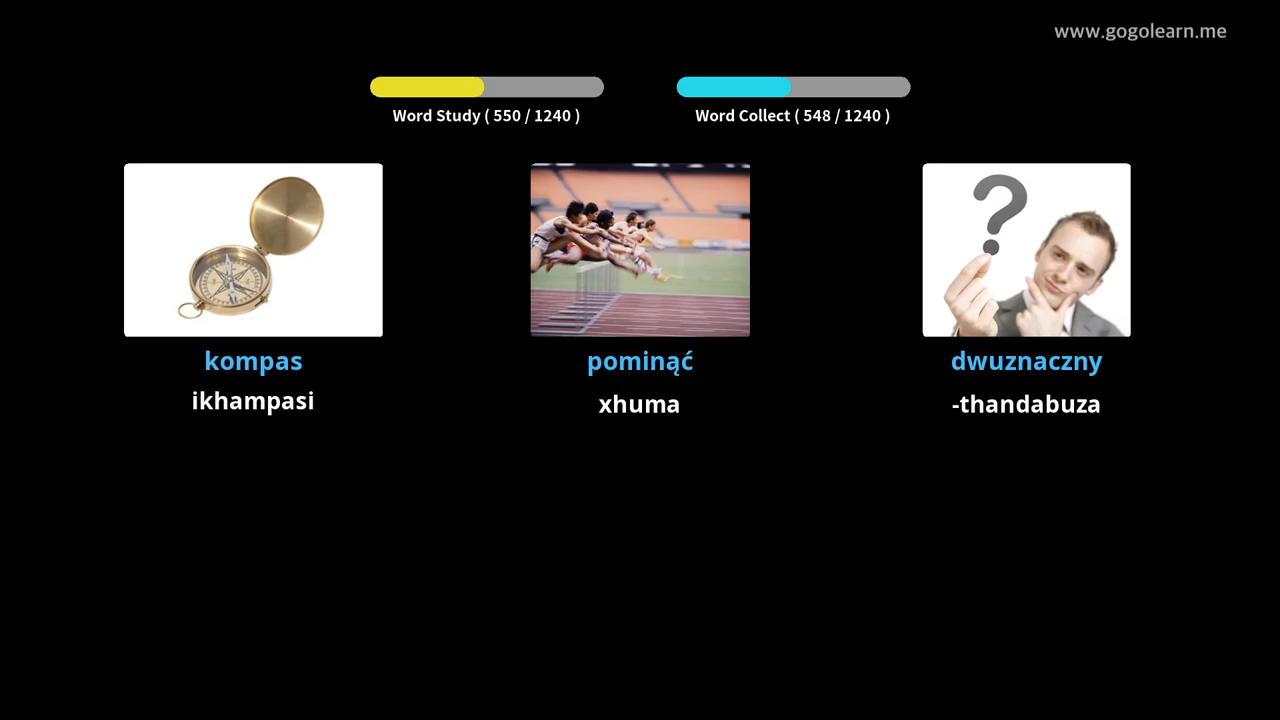 www.gogolearn.me
Word Study ( 550 / 1240 )
Word Collect ( 548 / 1240 )
kompas
pominąć
dwuznaczny
ikhampasi
xhuma
-thandabuza